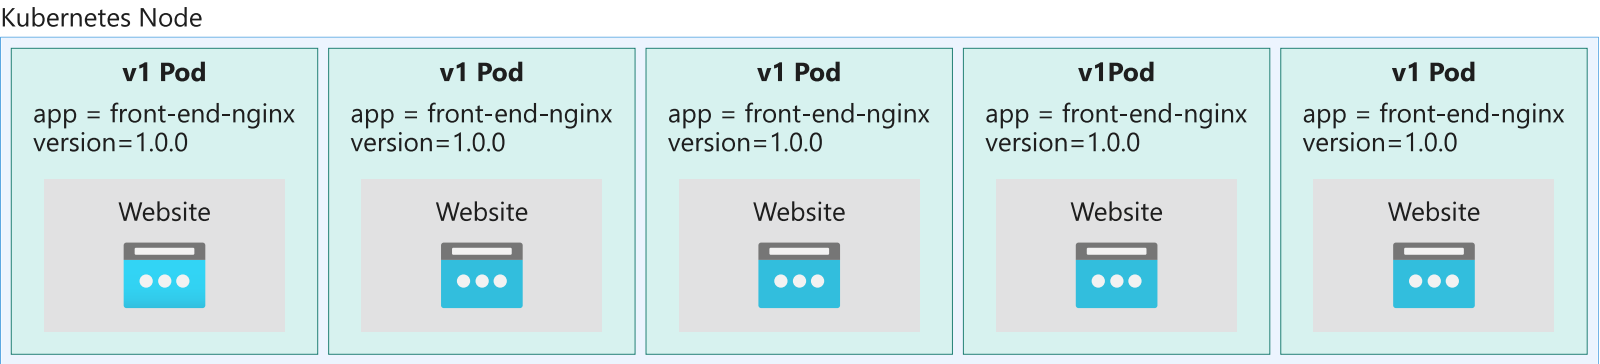 Kubernetes Node
v1 Pod
app = front-end-nginx
version=1.0.0
Website
v1 Pod
app = front-end-nginx
version=1.0.0
Website
v1 Pod
app = front-end-nginx
version=1.0.0
Website
v1Pod
app = front-end-nginx
version=1.0.0
Website
v1 Pod
app = front-end-nginx
version=1.0.0
Website